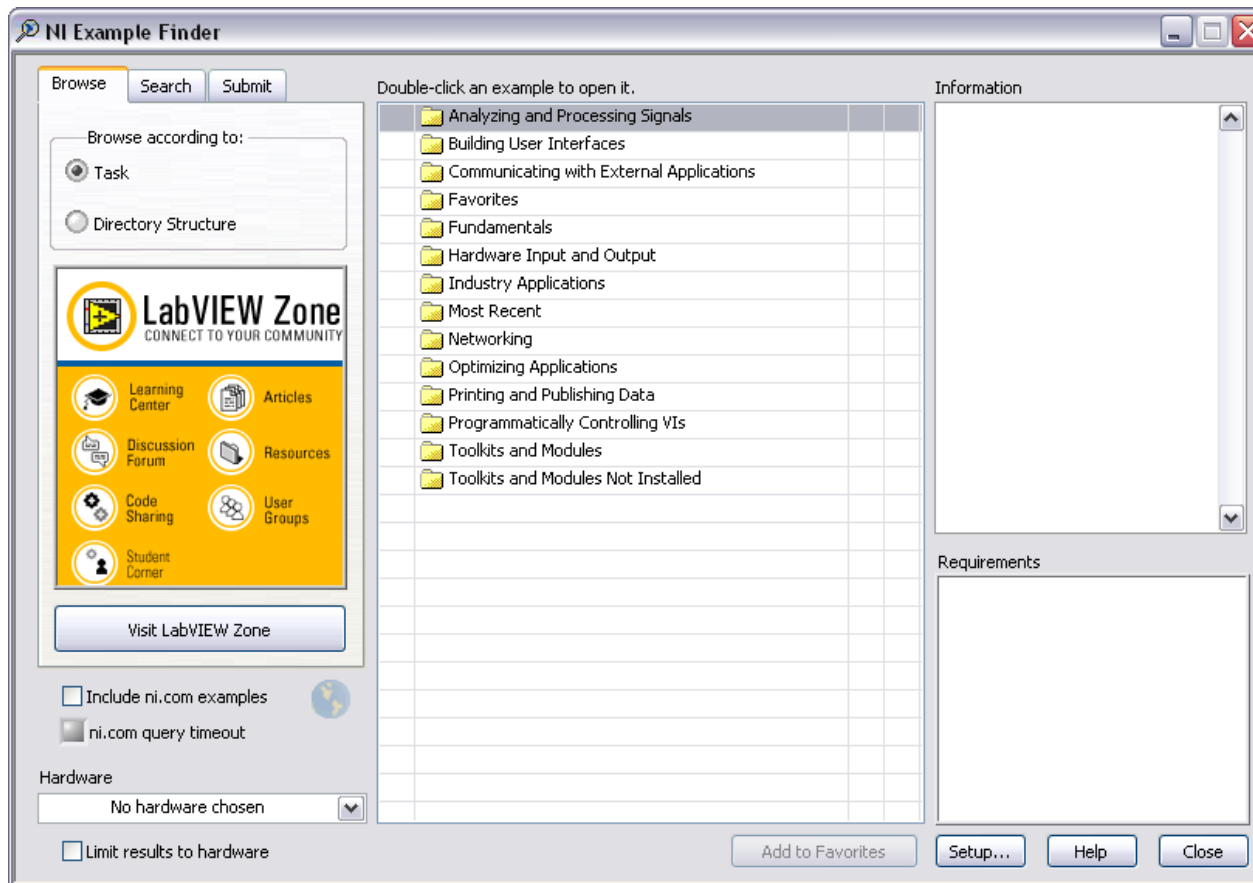 NI Example Finder
Browse
Search
Submit
Browse according to:
Task
Directory Structure
LabVIEW Zone
CONNECT TO YOUR COMMUNITY
Learning Center
Articles
Discussion Forum
Resources
Code Sharing
User Groups
Student Corner
Visit LabVIEW Zone
Include ni.com examples
ni.com query timeout
Hardware
No hardware chosen
Limit results to hardware
Double-click an example to open it.
Analyzing and Processing Signals
Building User Interfaces
Communicating with External Applications
Favorites
Fundamentals
Hardware Input and Output
Industry Applications
Most Recent
Networking
Optimizing Applications
Printing and Publishing Data
Programmatically Controlling VIs
Toolkits and Modules
Toolkits and Modules Not Installed
Information
Requirements
Add to Favorites
Setup...
Help
Close